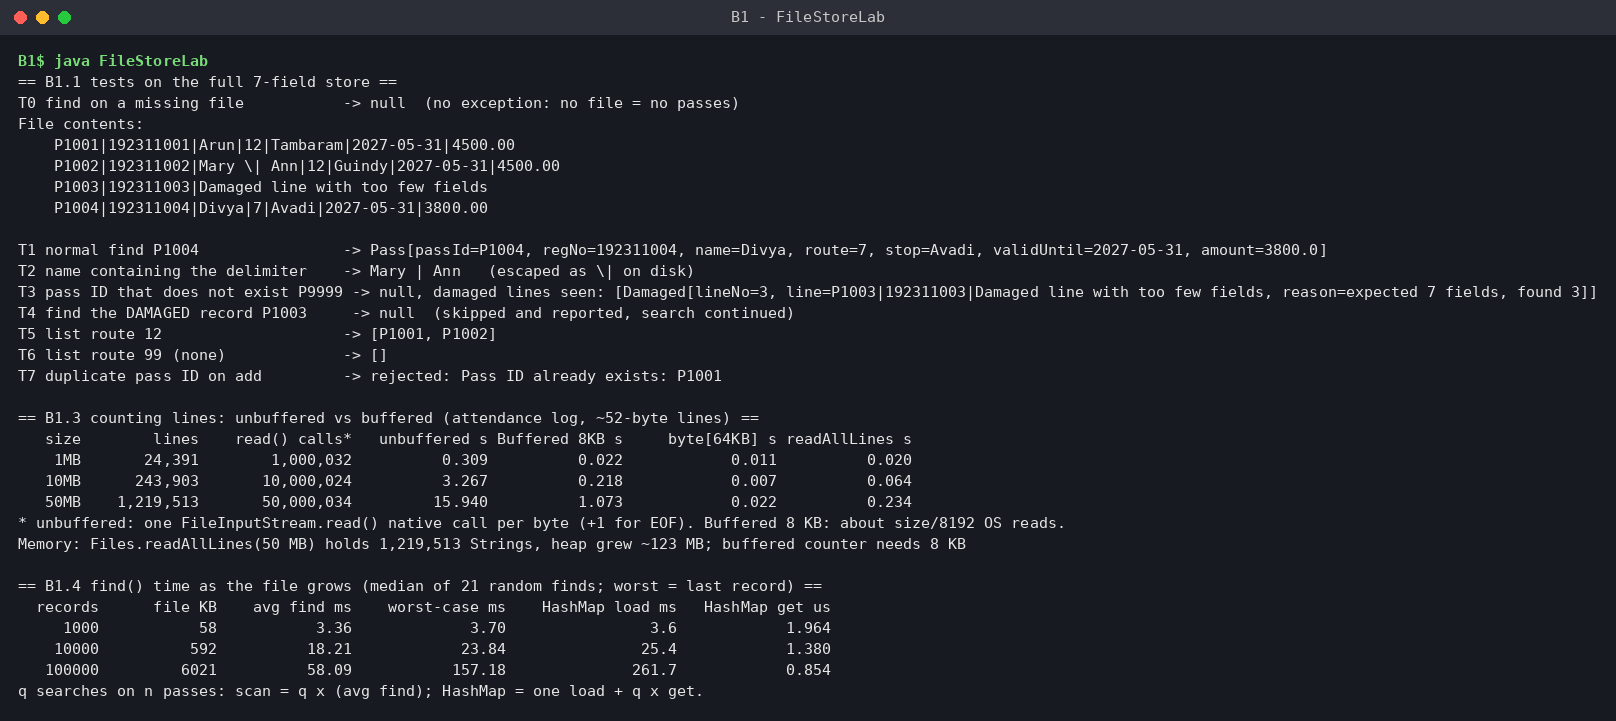 B1 - FileStoreLab
B1$ java FileStoreLab
== B1.1 tests on the full 7-field store ==
T0 find on a missing file           -> null  (no exception: no file = no passes)
File contents:
    P1001|192311001|Arun|12|Tambaram|2027-05-31|4500.00
    P1002|192311002|Mary \| Ann|12|Guindy|2027-05-31|4500.00
    P1003|192311003|Damaged line with too few fields
    P1004|192311004|Divya|7|Avadi|2027-05-31|3800.00

T1 normal find P1004                -> Pass[passId=P1004, regNo=192311004, name=Divya, route=7, stop=Avadi, validUntil=2027-05-31, amount=3800.0]
T2 name containing the delimiter    -> Mary | Ann   (escaped as \| on disk)
T3 pass ID that does not exist P9999 -> null, damaged lines seen: [Damaged[lineNo=3, line=P1003|192311003|Damaged line with too few fields, reason=expected 7 fields, found 3]]
T4 find the DAMAGED record P1003     -> null  (skipped and reported, search continued)
T5 list route 12                    -> [P1001, P1002]
T6 list route 99 (none)             -> []
T7 duplicate pass ID on add         -> rejected: Pass ID already exists: P1001

== B1.3 counting lines: unbuffered vs buffered (attendance log, ~52-byte lines) ==
   size        lines    read() calls*   unbuffered s Buffered 8KB s     byte[64KB] s readAllLines s
    1MB       24,391        1,000,032          0.309          0.022            0.011          0.020
   10MB      243,903       10,000,024          3.267          0.218            0.007          0.064
   50MB    1,219,513       50,000,034         15.940          1.073            0.022          0.234
* unbuffered: one FileInputStream.read() native call per byte (+1 for EOF). Buffered 8 KB: about size/8192 OS reads.
Memory: Files.readAllLines(50 MB) holds 1,219,513 Strings, heap grew ~123 MB; buffered counter needs 8 KB

== B1.4 find() time as the file grows (median of 21 random finds; worst = last record) ==
  records      file KB    avg find ms    worst-case ms    HashMap load ms   HashMap get us
     1000           58           3.36             3.70                3.6            1.964
    10000          592          18.21            23.84               25.4            1.380
   100000         6021          58.09           157.18              261.7            0.854
q searches on n passes: scan = q x (avg find); HashMap = one load + q x get.